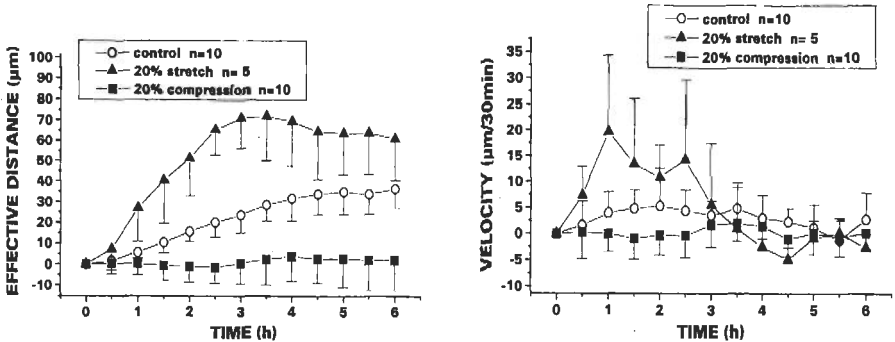 control n=10
20% stretch n= 5
20% compression n=10
EFFECTIVE DISTANCE (µm)
100
90
80
70
60
50
40
30
20
10
0
-10
0 1 2 3 4 5 6
TIME (h)
control n=10
20% stretch n= 5
20% compression n=10
VELOCITY (µm/30min)
35
30
25
20
15
10
5
0
-5
-10
0 1 2 3 4 5 6
TIME (h)